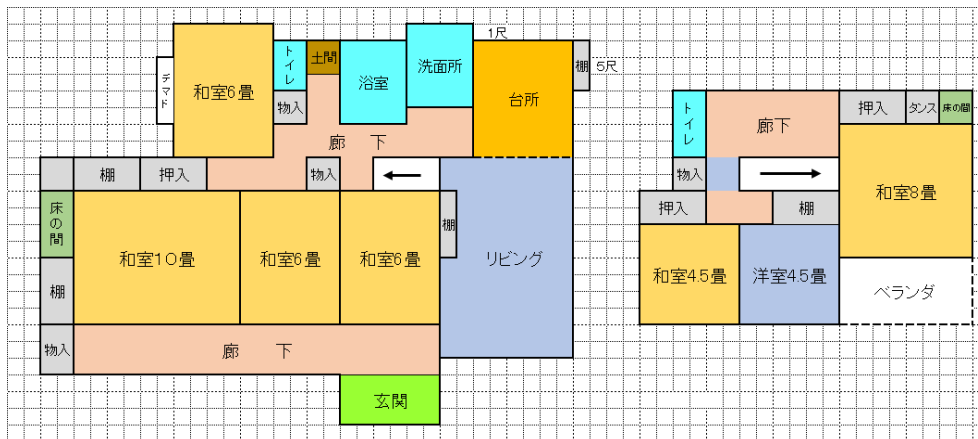 1尺
和室6畳
トイレ
土間
浴室
洗面所
台所
棚
5尺
デマド
物入
廊　下
棚
押入
物入
床の間
和室10畳
和室6畳
和室6畳
棚
リビング
棚
物入
廊　下
玄関
トイレ
廊下
押入
タンス
床の間
物入
和室8畳
押入
棚
和室4.5畳
洋室4.5畳
ベランダ